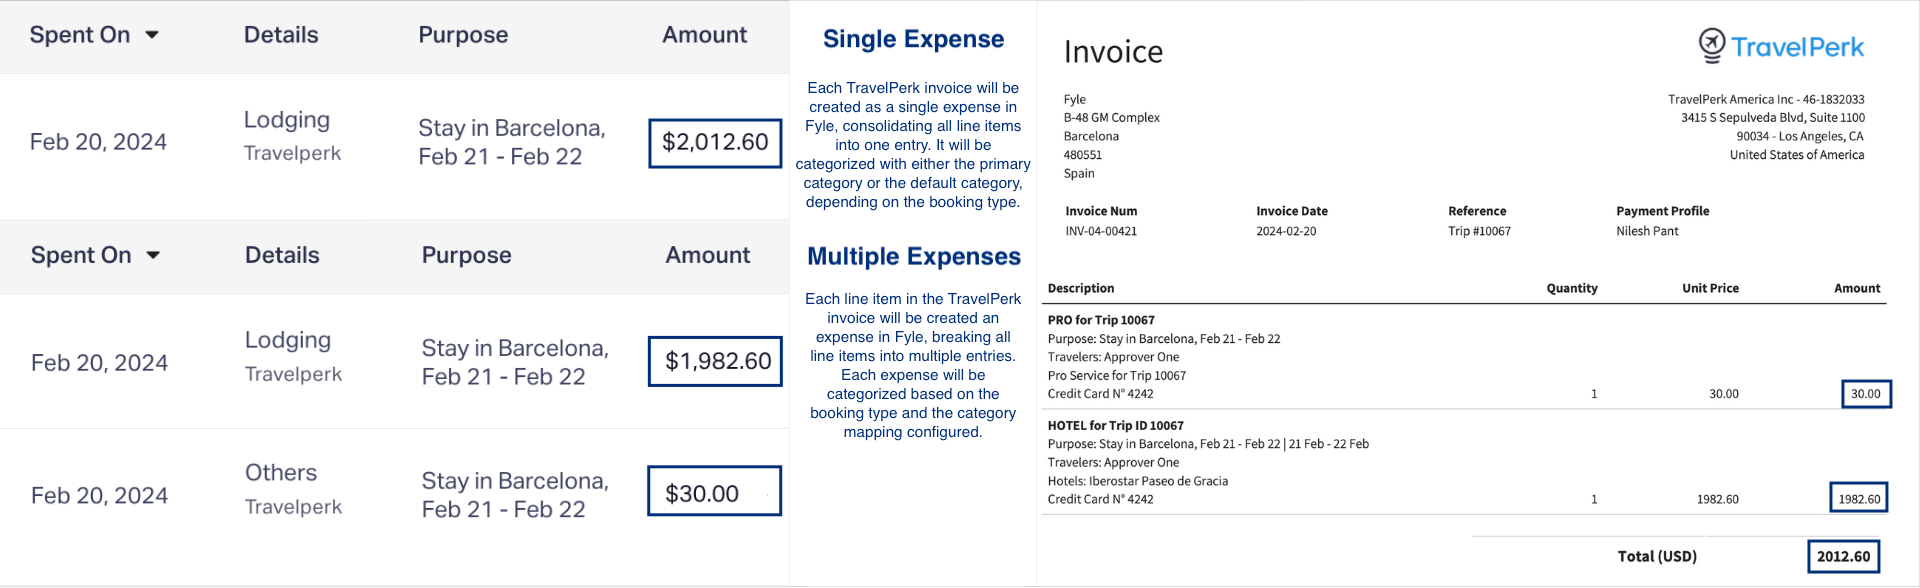 Spent On Details Purpose Amount
Feb 20, 2024
Lodging
Travelperk
Stay in Barcelona,
Feb 21 - Feb 22
$2,012.60
Spent On Details Purpose Amount
Feb 20, 2024
Lodging
Travelperk
Stay in Barcelona,
Feb 21 - Feb 22
$1,982.60
Feb 20, 2024
Others
Travelperk
Stay in Barcelona,
Feb 21 - Feb 22
$30.00
Single Expense
Each TravelPerk invoice will be
created as a single expense in
Fyle, consolidating all line items
into one entry. It will be
categorized with either the primary
category or the default category,
depending on the booking type.
Multiple Expenses
Each line item in the TravelPerk
invoice will be created an
expense in Fyle, breaking all
line items into multiple entries.
Each expense will be
categorized based on the
booking type and the category
mapping configured.
Invoice
TravelPerk
Fyle
B-48 GM Complex
Barcelona
480551
Spain
TravelPerk America Inc - 46-1832033
3415 S Sepulveda Blvd, Suite 1100
90034 - Los Angeles, CA
United States of America
Invoice Num Invoice Date Reference Payment Profile
INV-04-00421 2024-02-20 Trip #10067 Nilesh Pant
Description Quantity Unit Price Amount
PRO for Trip 10067
Purpose: Stay in Barcelona, Feb 21 - Feb 22
Travelers: Approver One
Pro Service for Trip 10067
Credit Card N° 4242 1 30.00 30.00
HOTEL for Trip ID 10067
Purpose: Stay in Barcelona, Feb 21 - Feb 22 | 21 Feb - 22 Feb
Travelers: Approver One
Hotels: Iberostar Paseo de Gracia
Credit Card N° 4242 1 1982.60 1982.60
Total (USD) 2012.60